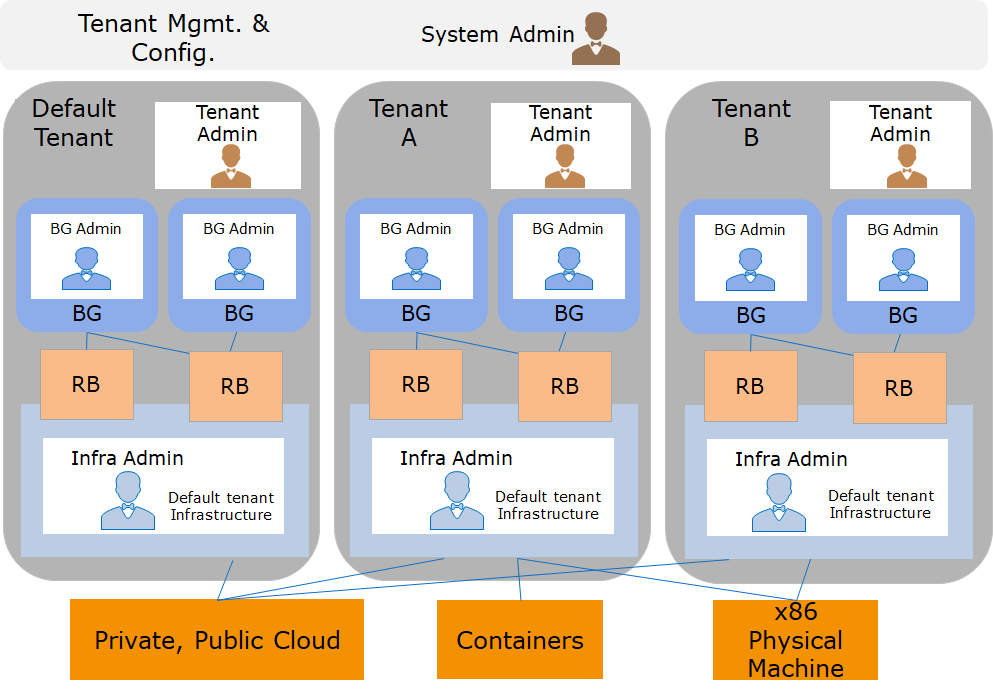 Tenant Mgmt. &
Config.
System Admin
Default
Tenant
Tenant
Admin
BG Admin
BG
BG Admin
BG
RB
RB
Infra Admin
Default tenant
Infrastructure
Tenant
A
Tenant
Admin
BG Admin
BG
BG Admin
BG
RB
RB
Infra Admin
Default tenant
Infrastructure
Tenant
B
Tenant
Admin
BG Admin
BG
BG Admin
BG
RB
RB
Infra Admin
Default tenant
Infrastructure
Private, Public Cloud
Containers
x86
Physical
Machine